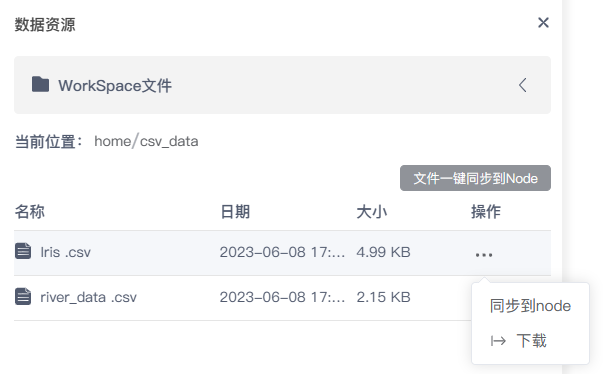 数据资源
WorkSpace文件
当前位置： home/csv_data
文件一键同步到Node
名称 日期 大小 操作
Iris .csv 2023-06-08 17:... 4.99 KB ...
river_data .csv 2023-06-08 17:... 2.15 KB
同步到node
下载